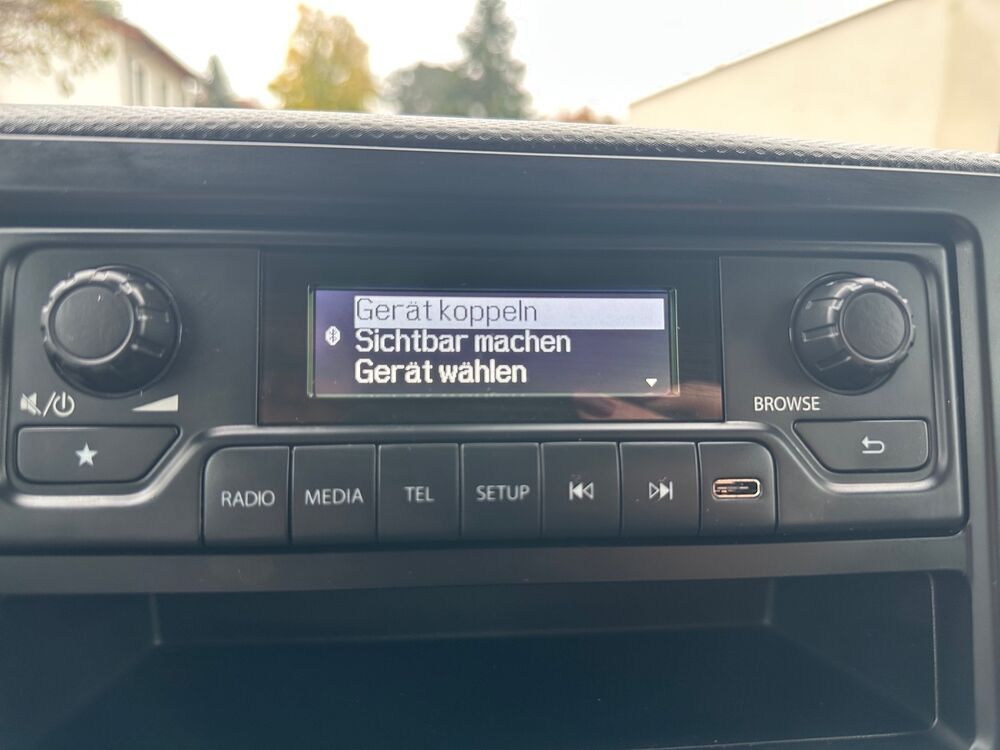 Gerät koppeln
Sichtbar machen
Gerät wählen
BROWSE
RADIO
MEDIA
TEL
SETUP